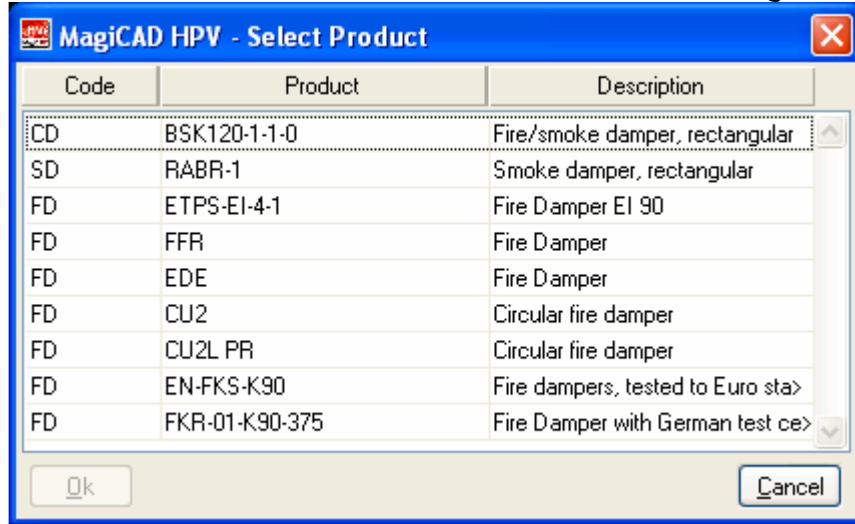 MagiCAD HPV - Select Product
Code Product Description
CD BSK120-1-1-0 Fire/smoke damper, rectangular
SD RABR-1 Smoke damper, rectangular
FD ETPS-EI-4-1 Fire Damper EI 90
FD FFR Fire Damper
FD EDE Fire Damper
FD CU2 Circular fire damper
FD CU2L PR Circular fire damper
FD EN-FKS-K90 Fire dampers, tested to Euro sta>
FD FKR-01-K90-375 Fire Damper with German test ce>
Ok Cancel